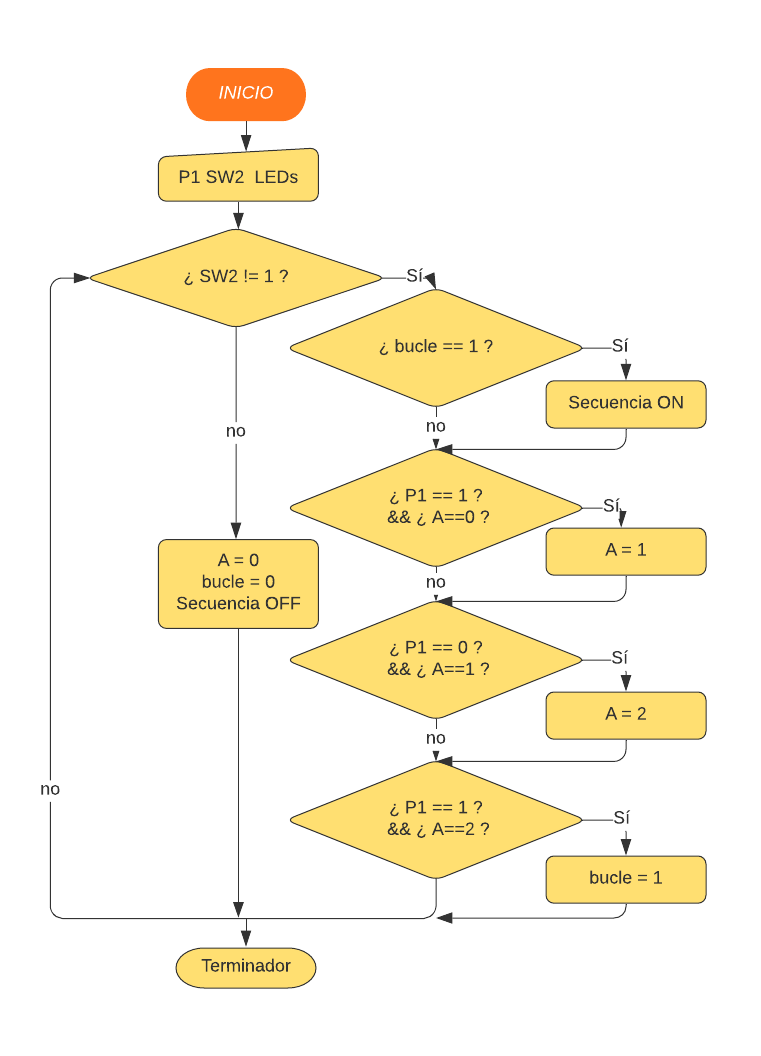 INICIO
P1 SW2 LEDs
¿ SW2 != 1 ?
Sí
¿ bucle == 1 ?
Sí
Secuencia ON
no
no
¿ P1 == 1 ?
&& ¿ A==0 ?
Sí
A = 1
A = 0
bucle = 0
Secuencia OFF
no
¿ P1 == 0 ?
&& ¿ A==1 ?
Sí
A = 2
no
no
¿ P1 == 1 ?
&& ¿ A==2 ?
Sí
bucle = 1
Terminador